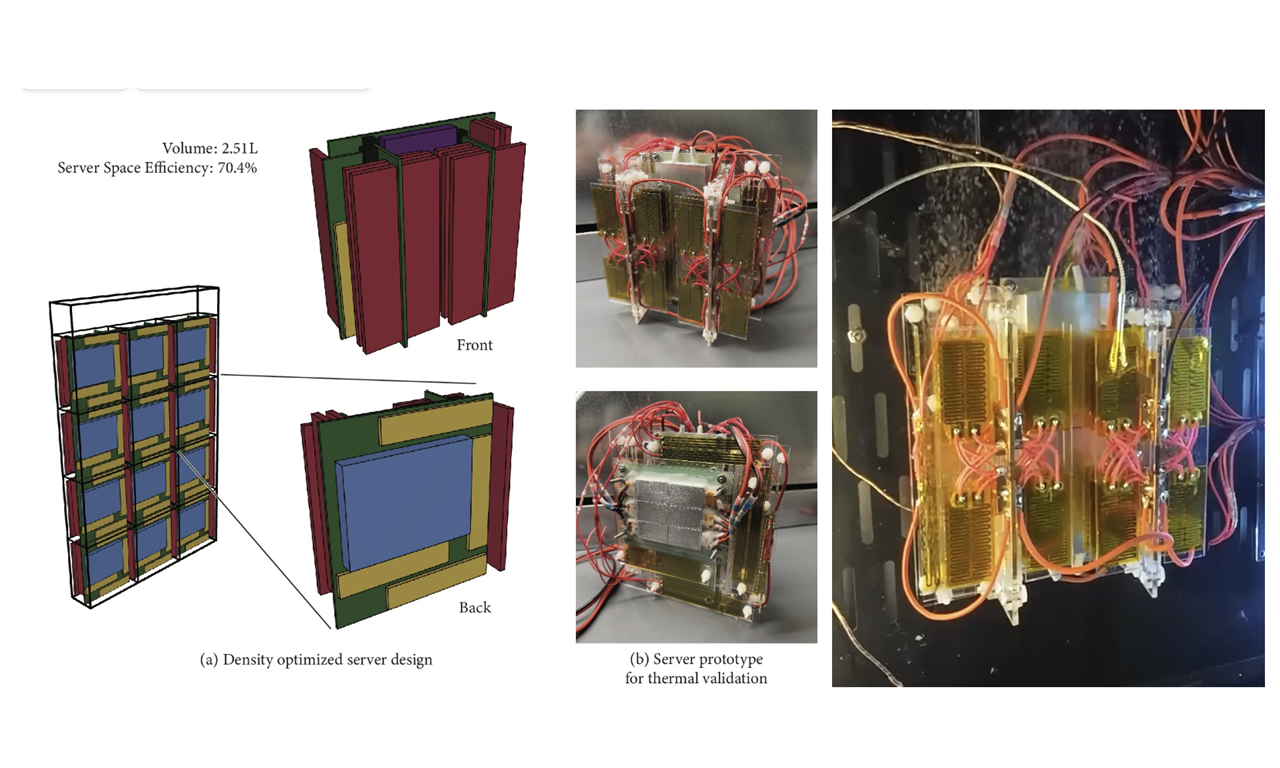 Volume: 2.51L
Server Space Efficiency: 70.4%
Front
Back
(a) Density optimized server design
(b) Server prototype
for thermal validation